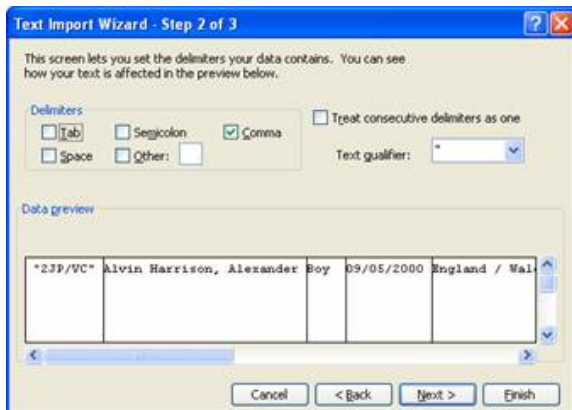 Text Import Wizard - Step 2 of 3
This screen lets you set the delimiters your data contains. You can see
how your text is affected in the preview below.
Delimiters
Tab
Semicolon
Comma
Space
Other:
Treat consecutive delimiters as one
Text qualifier:
"
Data preview
"2JP/VC" Alvin Harrison, Alexander Boy 09/05/2000 England / Wal
Cancel
< Back
Next >
Finish